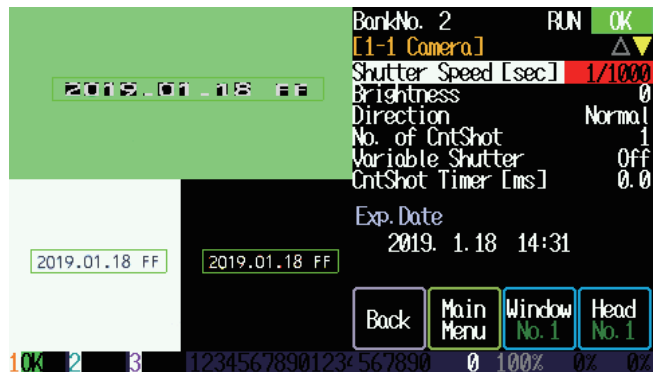 BankNo. 2 RUN OK
[1-1 Camera]
2019.01.18 FF
Shutter Speed [sec] 1/1000
Brightness 0
Direction Normal
No. of CntShot 1
Variable Shutter Off
CntShot Timer [ms] 0.0
Exp.Date
2019. 1.18 14:31
2019.01.18 FF
2019.01.18 FF
Back
Main Menu
Window No.1
Head No.1
1OK 2 3 12345678901234567890 0 100% 0% 0%